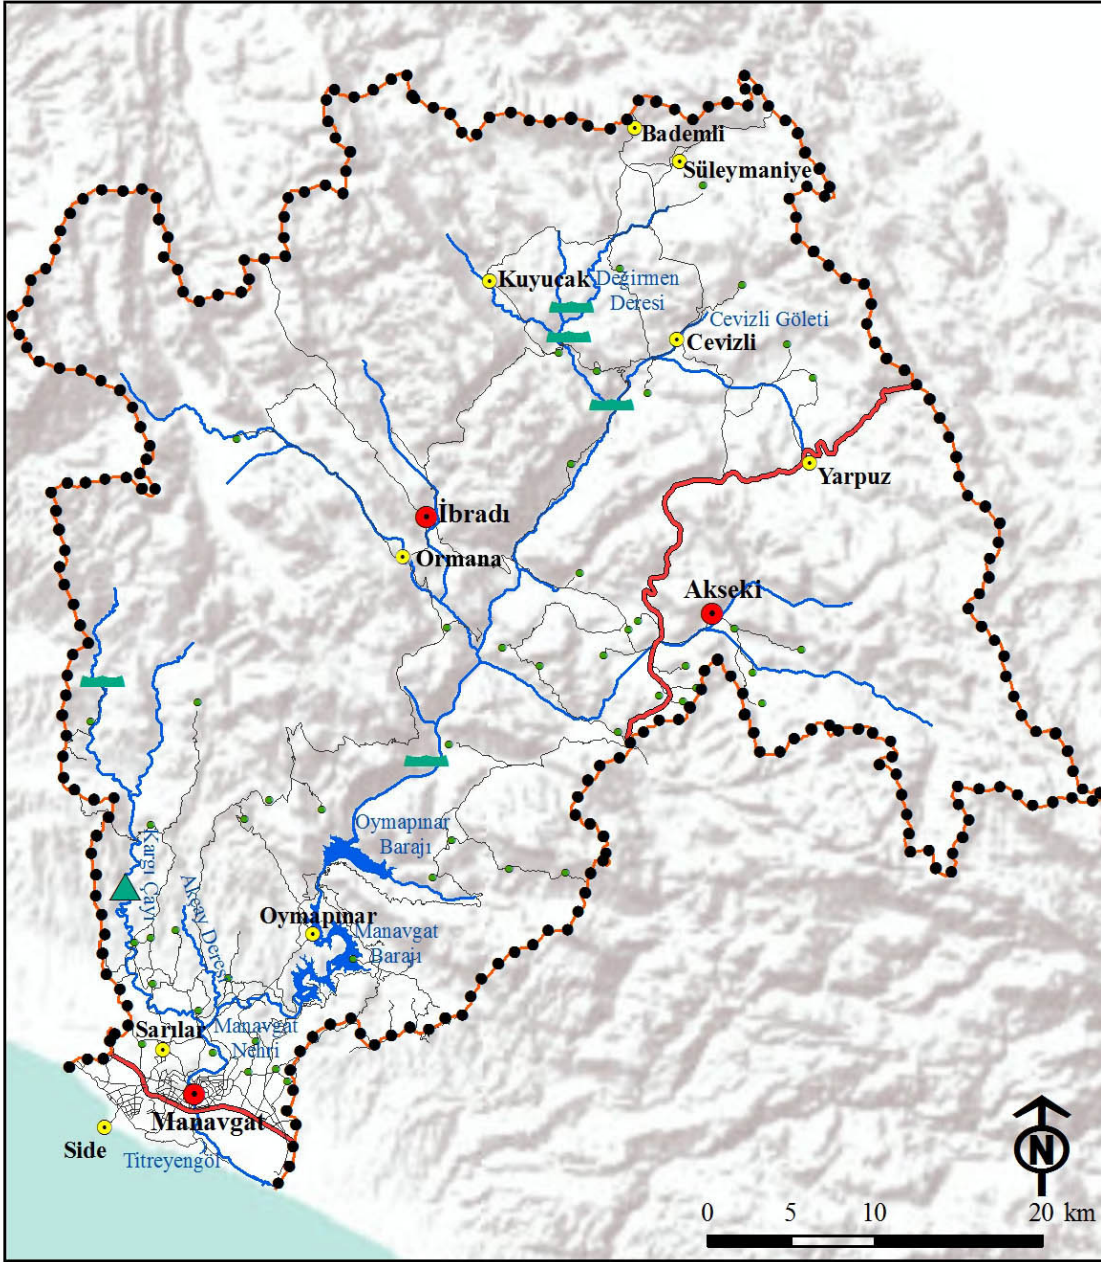 Bademli
Süleymaniye
Kuyucak
Değirmen
Deresi
Cevizli Göleti
Cevizli
Yarpuz
İbradı
Ormana
Akseki
Oymapınar
Barajı
Kargı Çayı
Akçay Deresi
Oymapınar
Manavgat
Barajı
Sarılar
Manavgat
Nehri
Manavgat
Side
Titreyengöl
N
0 5 10 20 km